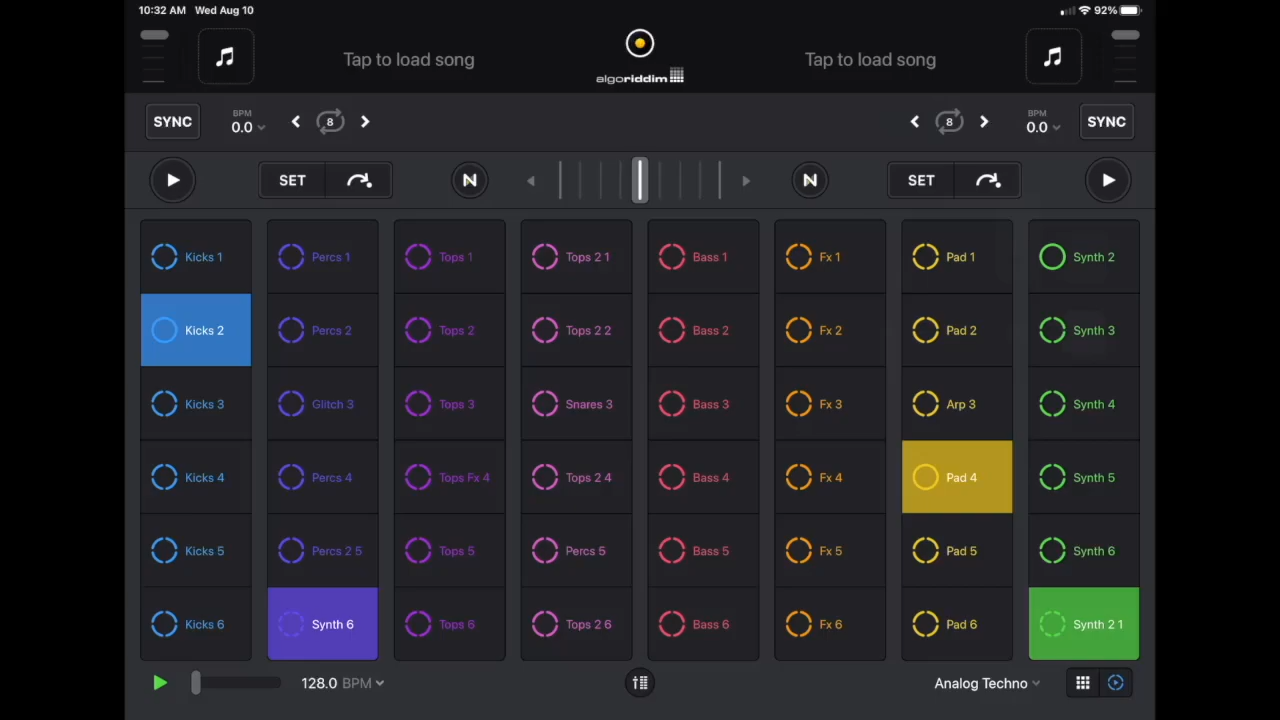 10:32 AM Wed Aug 10 92%
Tap to load song
algoriddim
Tap to load song
SYNC BPM 0.0 8 8 BPM 0.0 SYNC
SET SET
Kicks 1 Percs 1 Tops 1 Tops 2 1 Bass 1 Fx 1 Pad 1 Synth 2
Kicks 2 Percs 2 Tops 2 Tops 2 2 Bass 2 Fx 2 Pad 2 Synth 3
Kicks 3 Glitch 3 Tops 3 Snares 3 Bass 3 Fx 3 Arp 3 Synth 4
Kicks 4 Percs 4 Tops Fx 4 Tops 2 4 Bass 4 Fx 4 Pad 4 Synth 5
Kicks 5 Percs 2 5 Tops 5 Percs 5 Bass 5 Fx 5 Pad 5 Synth 6
Kicks 6 Synth 6 Tops 6 Tops 2 6 Bass 6 Fx 6 Pad 6 Synth 2 1
128.0 BPM Analog Techno